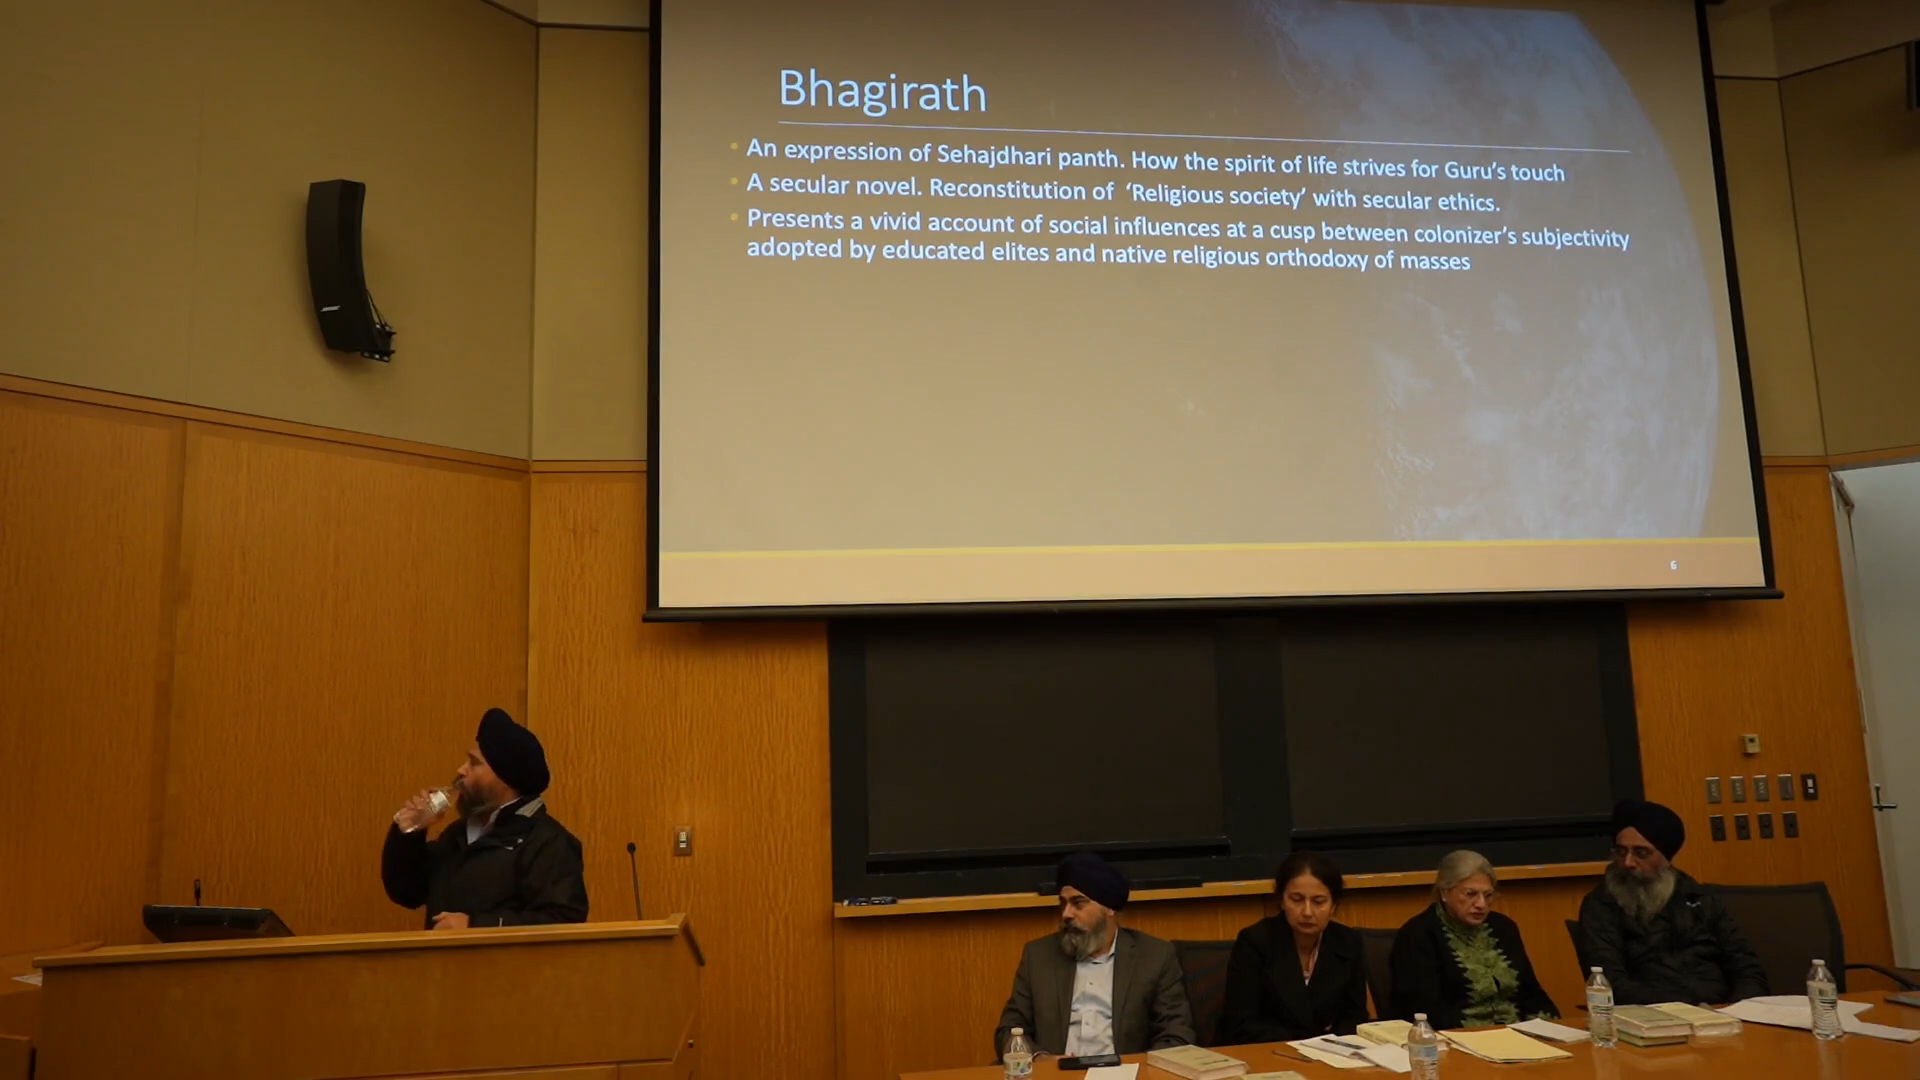 Bhagirath
• An expression of Sehajdhari panth. How the spirit of life strives for Guru's touch
• A secular novel. Reconstitution of 'Religious society' with secular ethics.
• Presents a vivid account of social influences at a cusp between colonizer's subjectivity
adopted by educated elites and native religious orthodoxy of masses
6
BOSE